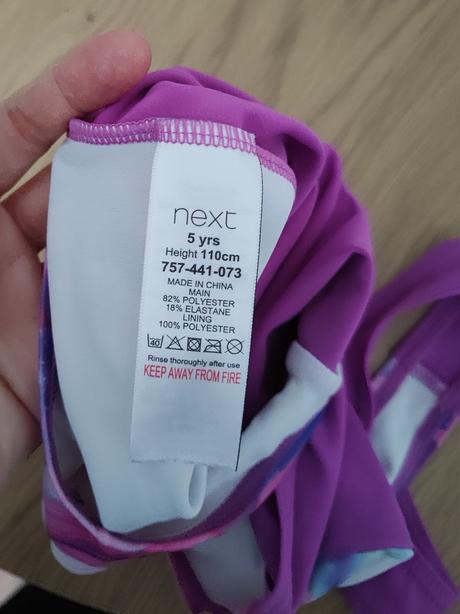 next
5 yrs
Height 110cm
757-441-073
MADE IN CHINA
MAIN
82% POLYESTER
18% ELASTANE
LINING
100% POLYESTER
40
Rinse thoroughly after use
KEEP AWAY FROM FIRE